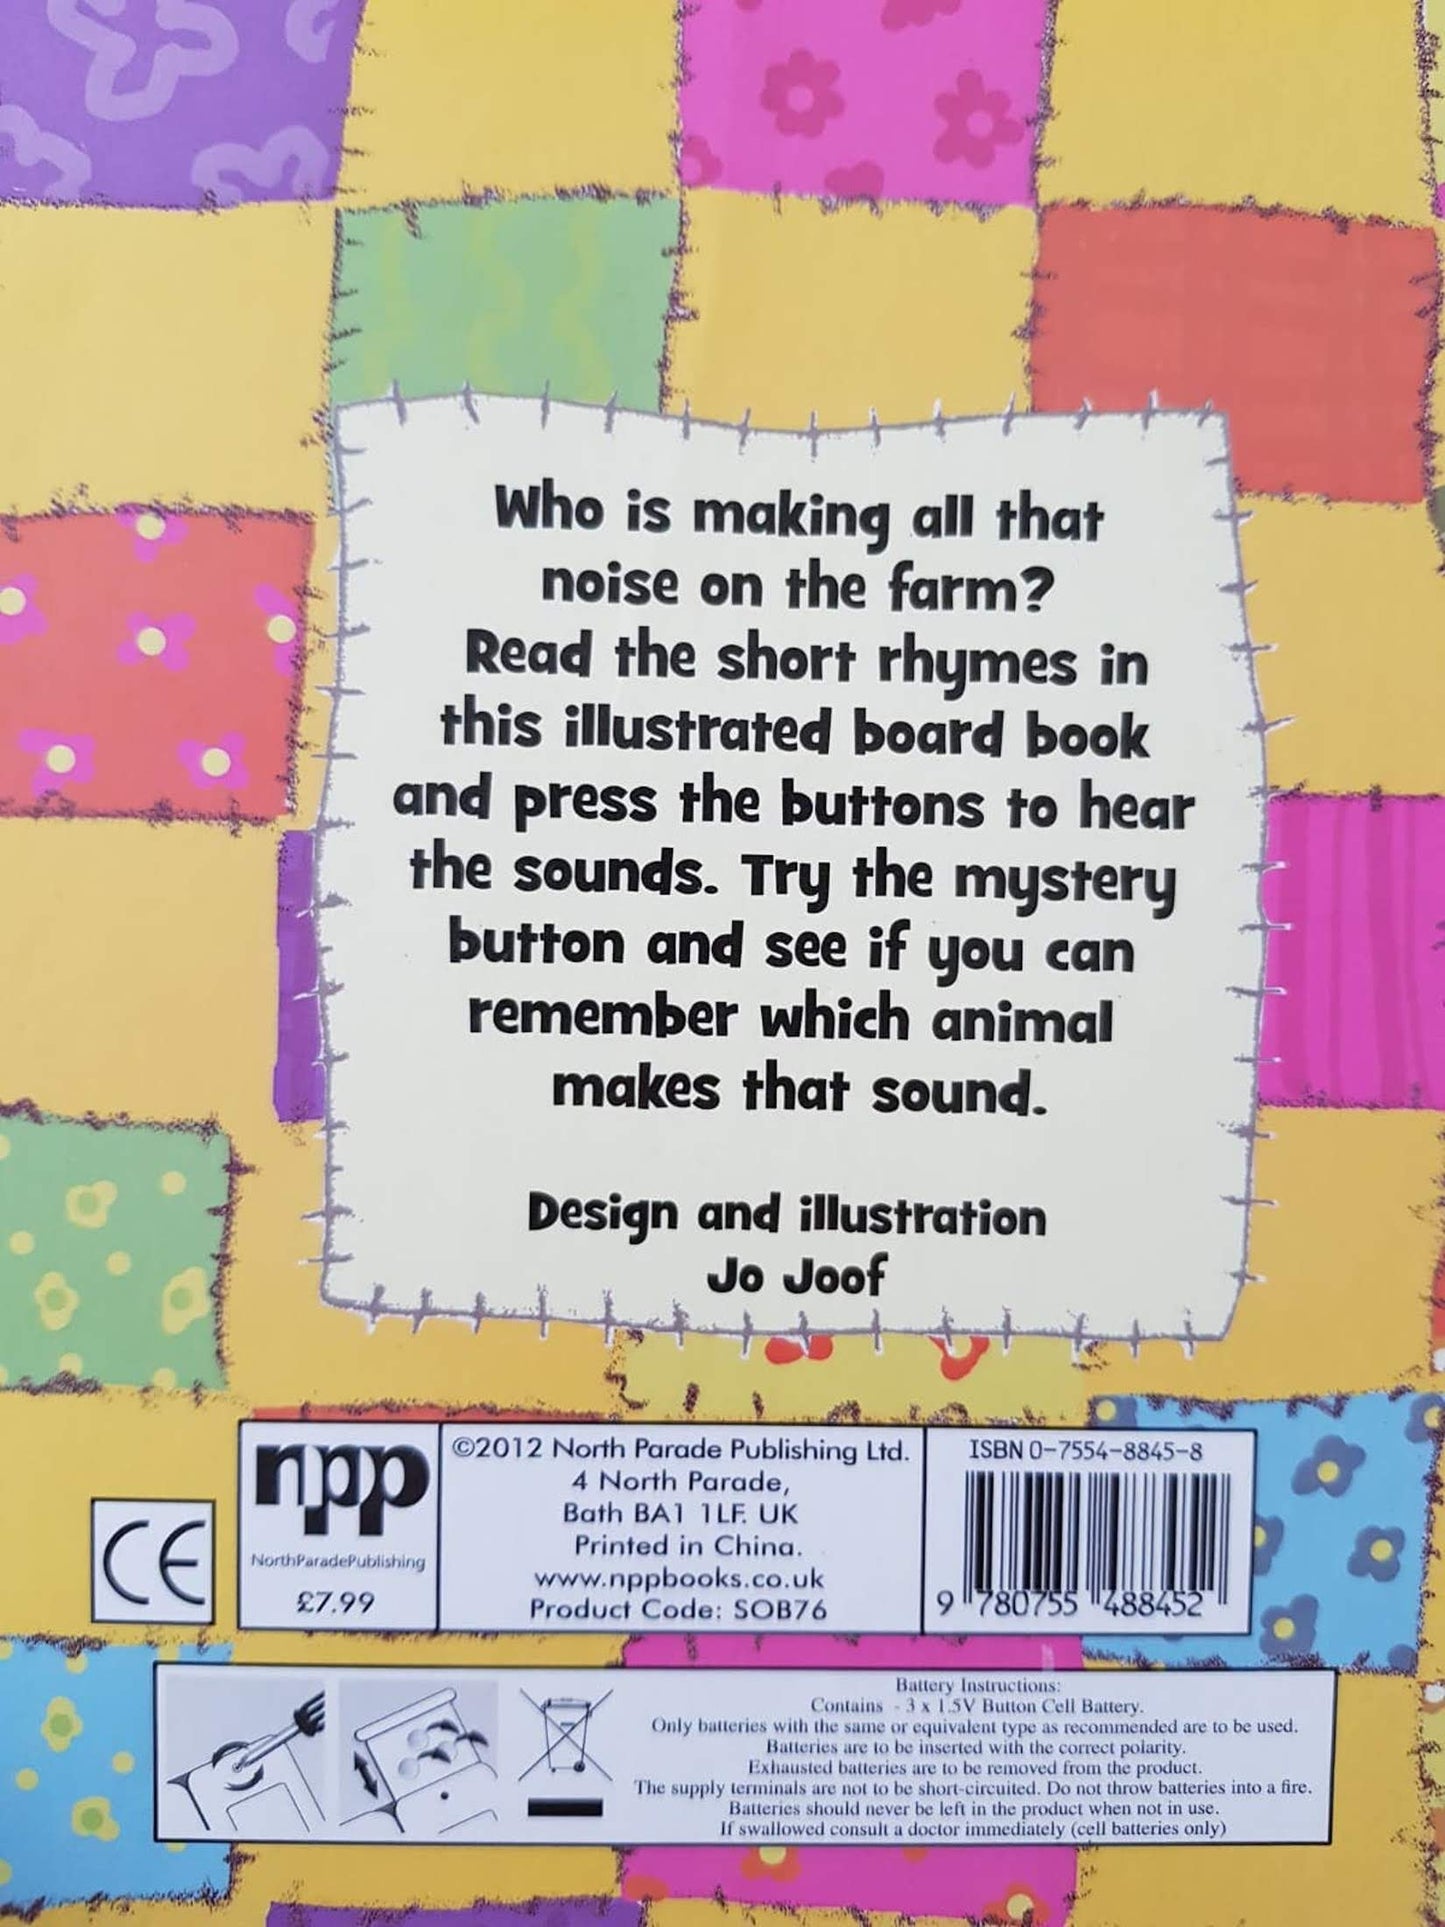 Who is making all that
noise on the farm?
Read the short rhymes in
this illustrated board book
and press the buttons to hear
the sounds. Try the mystery
button and see if you can
remember which animal
makes that sound.
Design and illustration
Jo Joof
CE
npp
NorthParadePublishing
£7.99
©2012 North Parade Publishing Ltd.
4 North Parade,
Bath BA1 1LF. UK
Printed in China.
www.nppbooks.co.uk
Product Code: SOB76
ISBN 0-7554-8845-8
9 780755 488452
Battery Instructions:
Contains - 3 x 1.5V Button Cell Battery.
Only batteries with the same or equivalent type as recommended are to be used.
Batteries are to be inserted with the correct polarity.
Exhausted batteries are to be removed from the product.
The supply terminals are not to be short-circuited. Do not throw batteries into a fire.
Batteries should never be left in the product when not in use.
If swallowed consult a doctor immediately (cell batteries only)